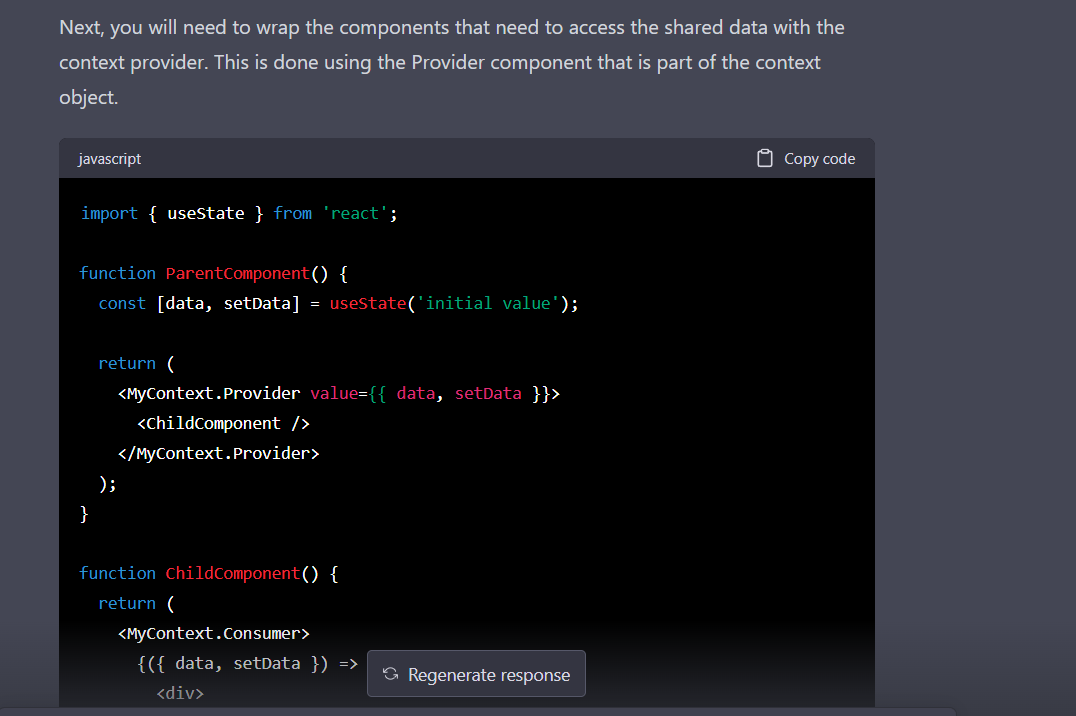 Next, you will need to wrap the components that need to access the shared data with the
context provider. This is done using the Provider component that is part of the context
object.
javascript
Copy code
import { useState } from 'react';
function ParentComponent() {
  const [data, setData] = useState('initial value');
  return (
    <MyContext.Provider value={{ data, setData }}>
      <ChildComponent />
    </MyContext.Provider>
  );
}
function ChildComponent() {
  return (
    <MyContext.Consumer>
      {({ data, setData }) =>
Regenerate response
        <div>